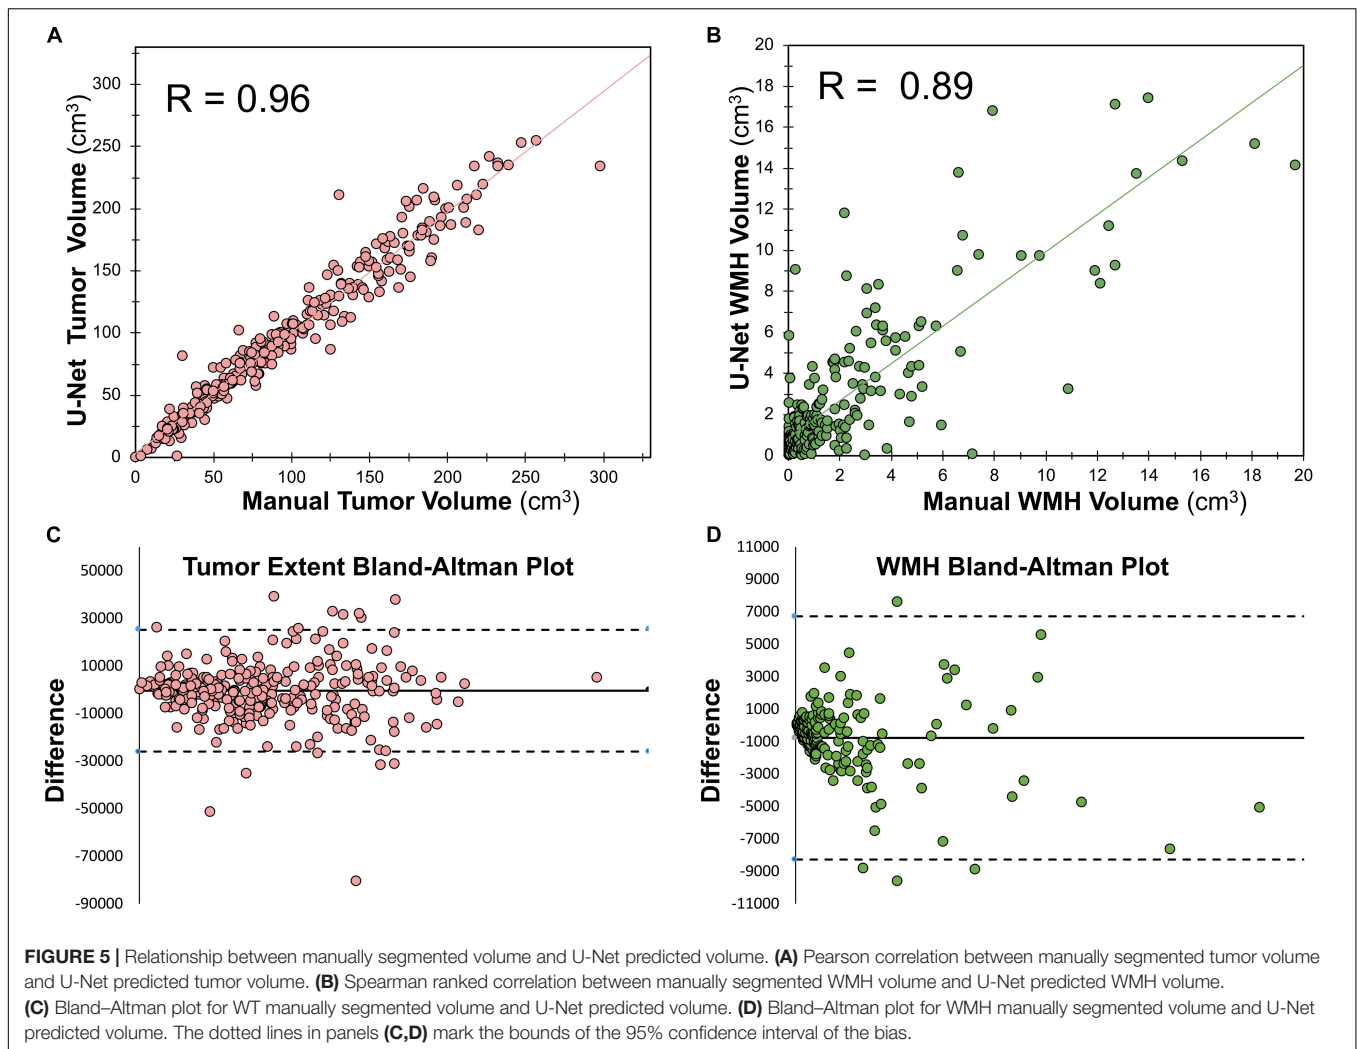 A
R = 0.96
U-Net Tumor Volume (cm³)
300
250
200
150
100
50
0
0 50 100 150 200 250 300
Manual Tumor Volume (cm³)
B
R = 0.89
U-Net WMH Volume (cm³)
20
18
16
14
12
10
8
6
4
2
0
0 2 4 6 8 10 12 14 16 18 20
Manual WMH Volume (cm³)
C
Tumor Extent Bland-Altman Plot
Difference
50000
30000
10000
-10000
-30000
-50000
-70000
-90000
D
WMH Bland-Altman Plot
Difference
11000
9000
7000
5000
3000
1000
-1000
-3000
-5000
-7000
-9000
-11000
FIGURE 5 | Relationship between manually segmented volume and U-Net predicted volume. (A) Pearson correlation between manually segmented tumor volume
and U-Net predicted tumor volume. (B) Spearman ranked correlation between manually segmented WMH volume and U-Net predicted WMH volume.
(C) Bland–Altman plot for WT manually segmented volume and U-Net predicted volume. (D) Bland–Altman plot for WMH manually segmented volume and U-Net
predicted volume. The dotted lines in panels (C,D) mark the bounds of the 95% confidence interval of the bias.